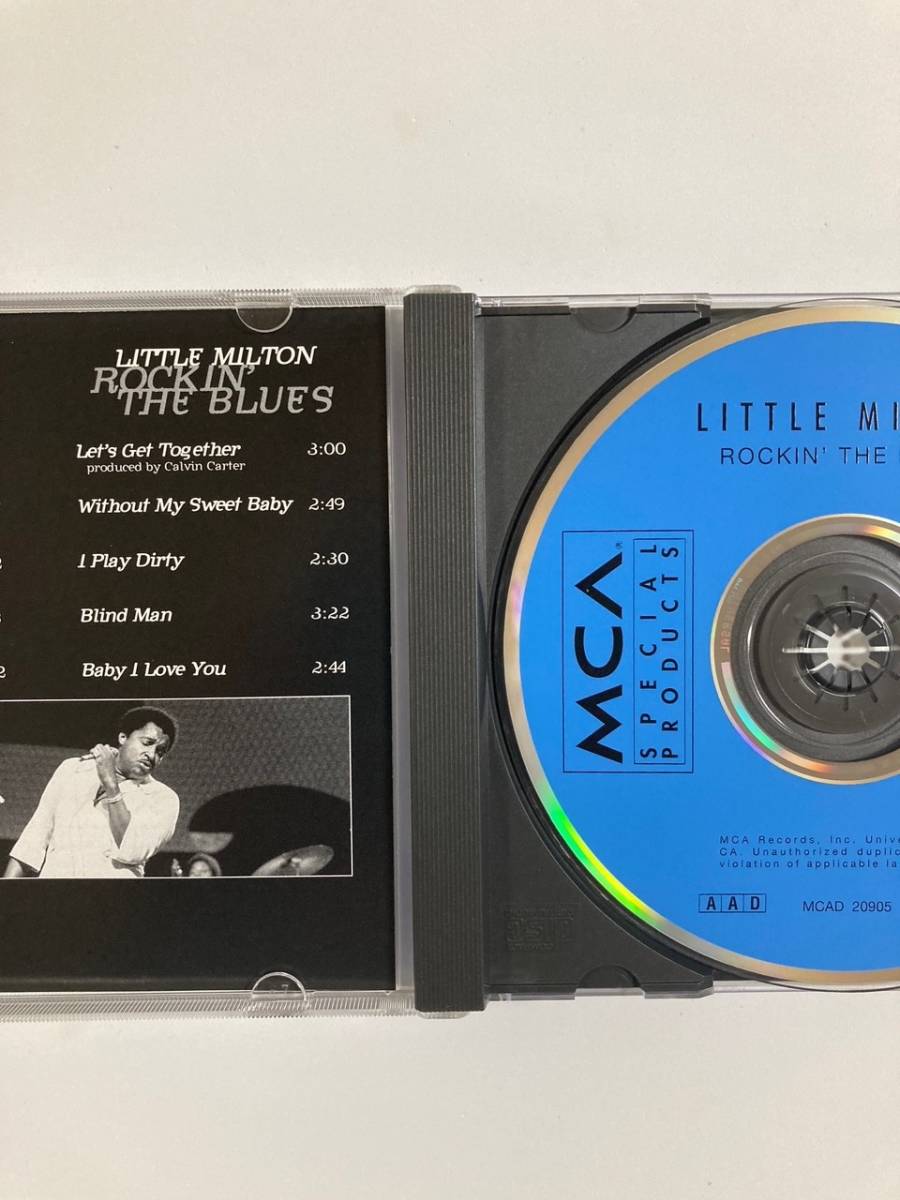 LITTLE MILTON
ROCKIN'
THE BLUES
Let's Get Together 3:00
produced by Calvin Carter
Without My Sweet Baby 2:49
2 I Play Dirty 2:30
Blind Man 3:22
2 Baby I Love You 2:44
LITTLE MI
ROCKIN' THE
MCA®
SPECIAL
PRODUCTS
MCA Records, Inc. Unive
CA. Unauthorized duplic
violation of applicable la
AAD
MCAD 20905